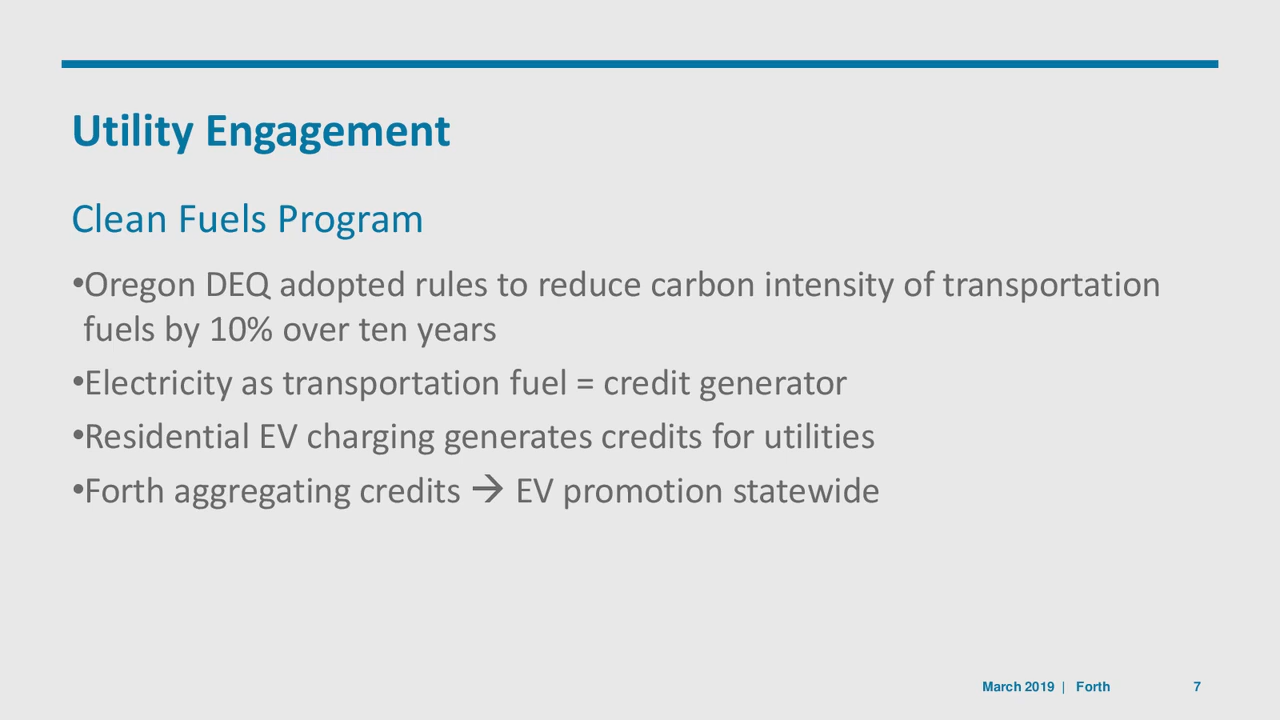 Utility Engagement
Clean Fuels Program
•Oregon DEQ adopted rules to reduce carbon intensity of transportation
fuels by 10% over ten years
•Electricity as transportation fuel = credit generator
•Residential EV charging generates credits for utilities
•Forth aggregating credits → EV promotion statewide
March 2019 | Forth 7